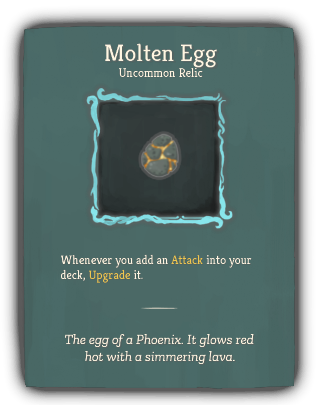 Molten Egg
Uncommon Relic
Whenever you add an Attack into your
deck, Upgrade it.
The egg of a Phoenix. It glows red
hot with a simmering lava.